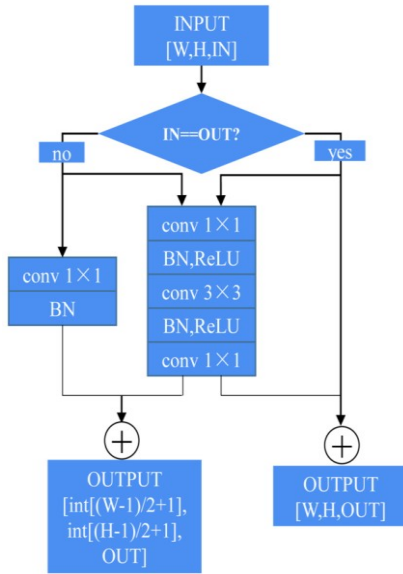 INPUT
[W,H,IN]
IN==OUT?
no
yes
conv 1×1
BN,ReLU
conv 3×3
BN,ReLU
conv 1×1
conv 1×1
BN
OUTPUT
[int[(W-1)/2+1],
int[(H-1)/2+1],
OUT]
OUTPUT
[W,H,OUT]